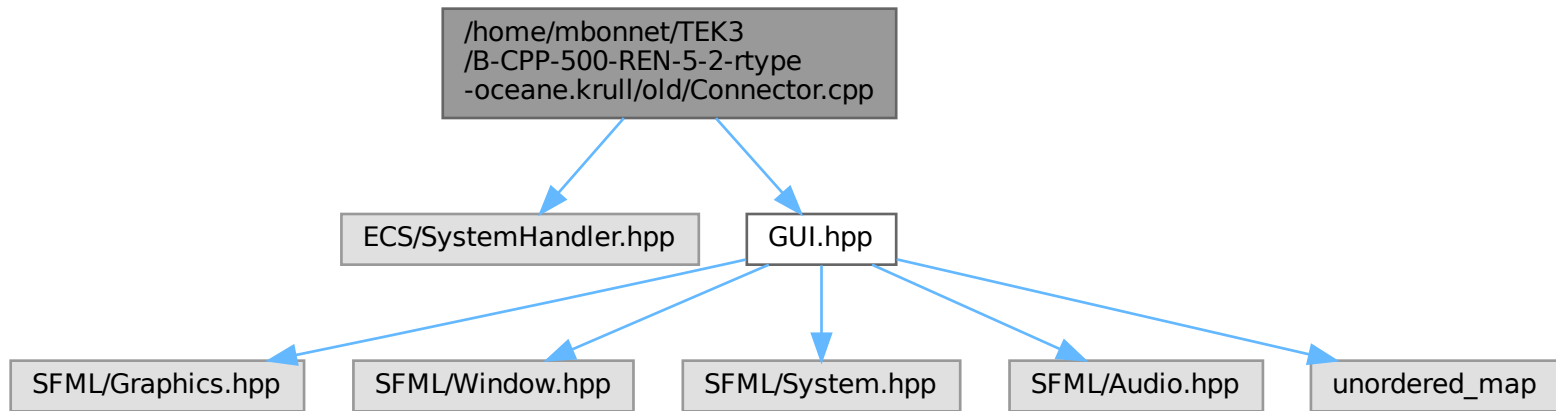 /home/mbonnet/TEK3
/B-CPP-500-REN-5-2-rtype
-oceane.krull/old/Connector.cpp
ECS/SystemHandler.hpp
GUI.hpp
SFML/Graphics.hpp
SFML/Window.hpp
SFML/System.hpp
SFML/Audio.hpp
unordered_map